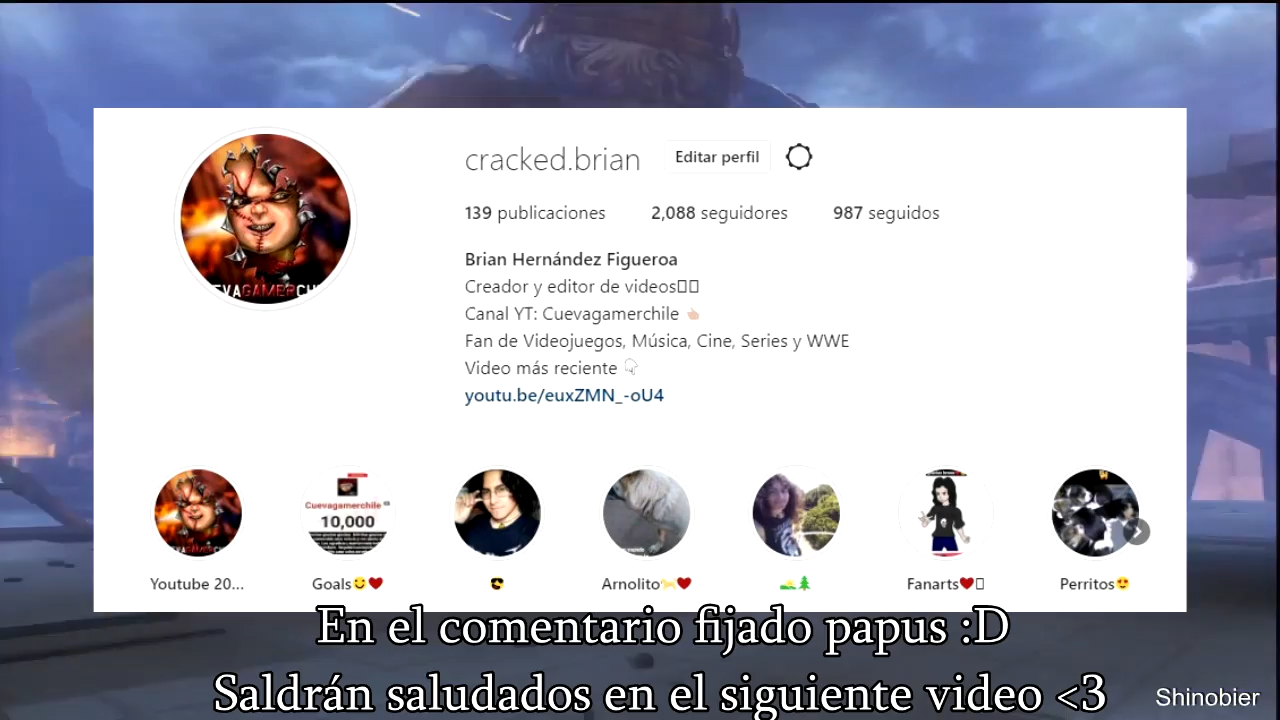 cracked.brian Editar perfil
139 publicaciones 2,088 seguidores 987 seguidos
Brian Hernández Figueroa
Creador y editor de videos
Canal YT: Cuevagamerchile 👆🏻
Fan de Videojuegos, Música, Cine, Series y WWE
Video más reciente 👇
youtu.be/euxZMN_-oU4
Cuevagamerchile
10,000
Youtube 20... Goals😃❤ 😎 Arnolito🐕❤ 🌄🌲 Fanarts❤ Perritos😍
En el comentario fijado papus :D
Saldrán saludados en el siguiente video <3
Shinobier